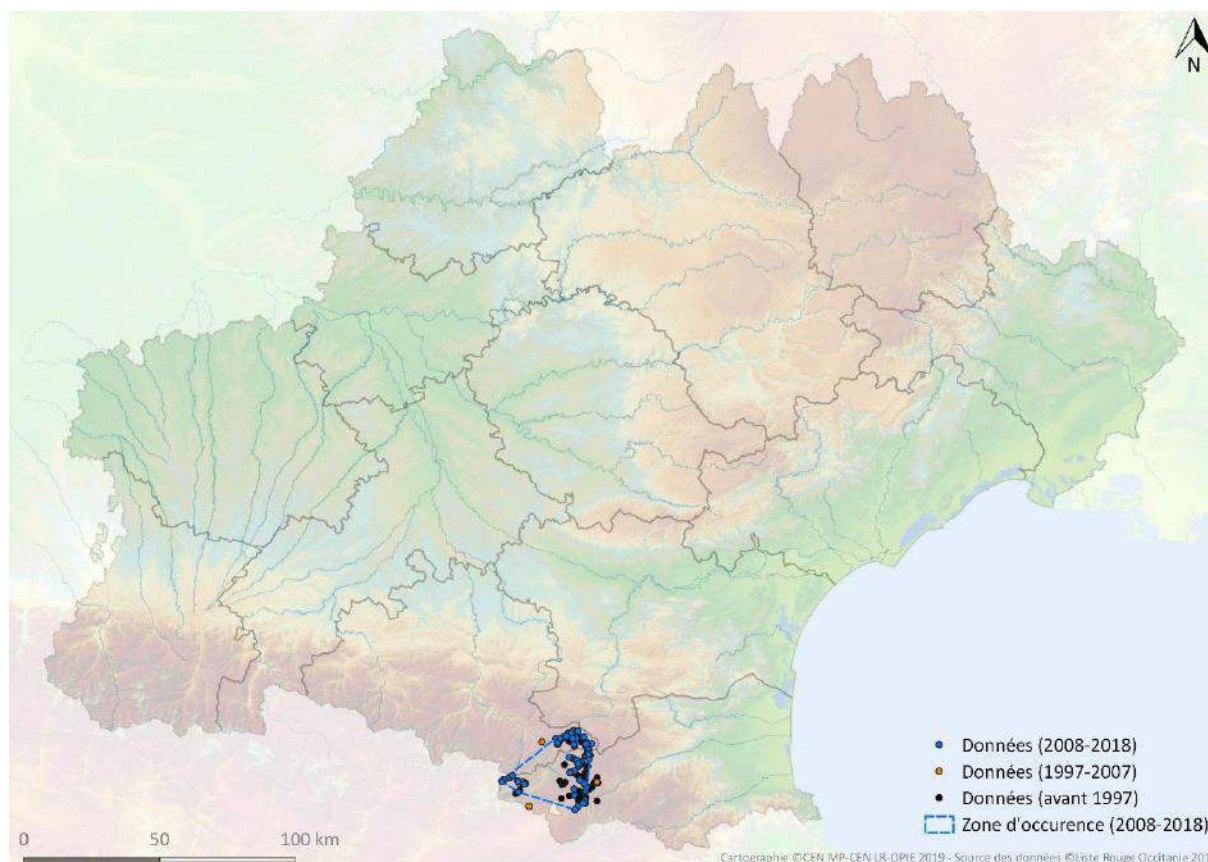 N
Données (2008-2018)
Données (1997-2007)
Données (avant 1997)
Zone d'occurence (2008-2018)
0 50 100 km
Cartographie ©CEN MP-CEN LR-OPIE 2019 - Source des données ©Liste Rouge Occitanie 201